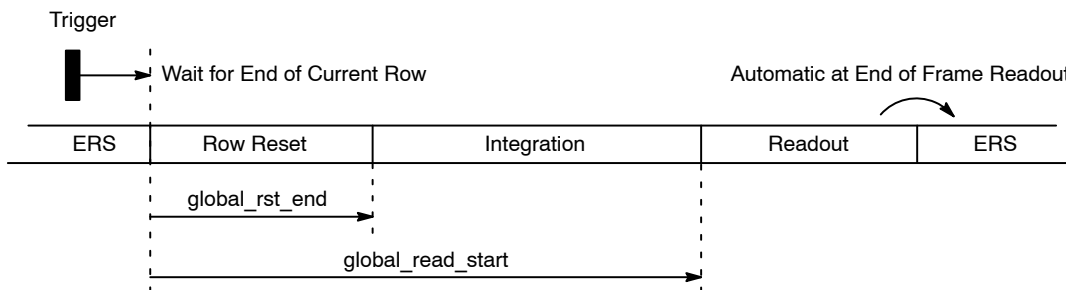 Trigger
Wait for End of Current Row
Automatic at End of Frame Readout
ERS
Row Reset
Integration
Readout
ERS
global_rst_end
global_read_start